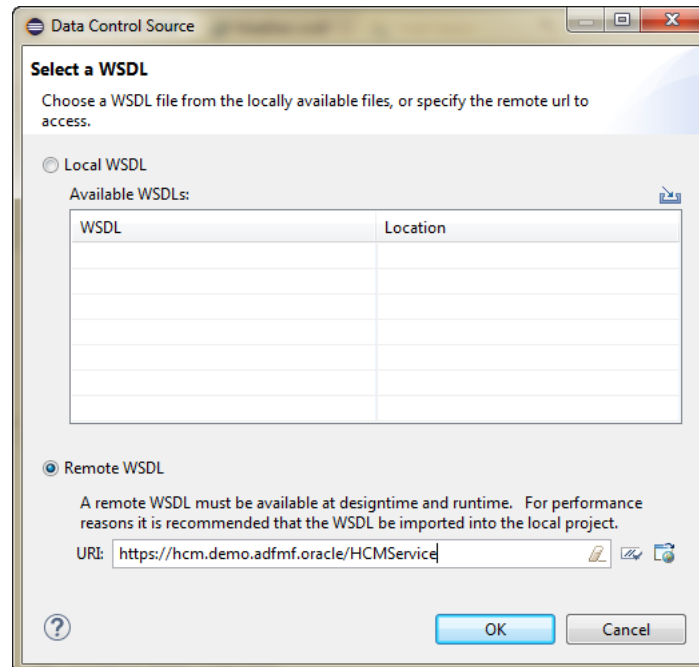 Data Control Source
Select a WSDL
Choose a WSDL file from the locally available files, or specify the remote url to
access.
Local WSDL
Available WSDLs:
WSDL Location
Remote WSDL
A remote WSDL must be available at designtime and runtime. For performance
reasons it is recommended that the WSDL be imported into the local project.
URI: https://hcm.demo.adfmf.oracle/HCMService
? OK Cancel